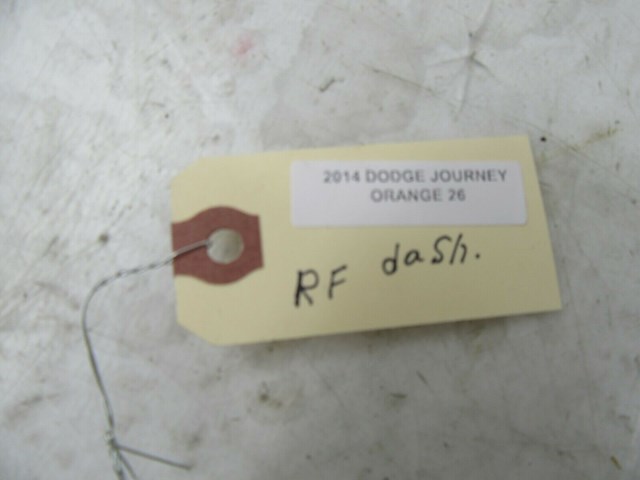 2014 DODGE JOURNEY
ORANGE 26
RF dash.